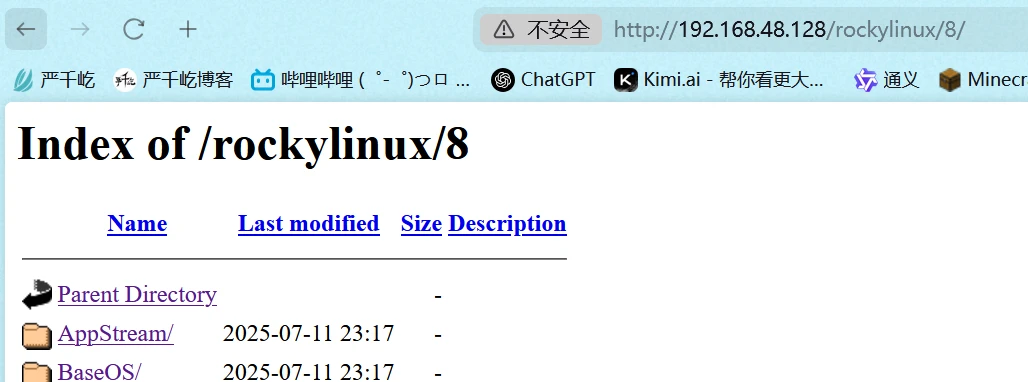 不安全 http://192.168.48.128/rockylinux/8/
严千屹 严千屹博客 哔哩哔哩 ( ゜- ゜)つロ ... ChatGPT Kimi.ai - 帮你看更大... 通义 Minecr
Index of /rockylinux/8
Name Last modified Size Description
Parent Directory -
AppStream/ 2025-07-11 23:17 -
BaseOS/ 2025-07-11 23:17 -